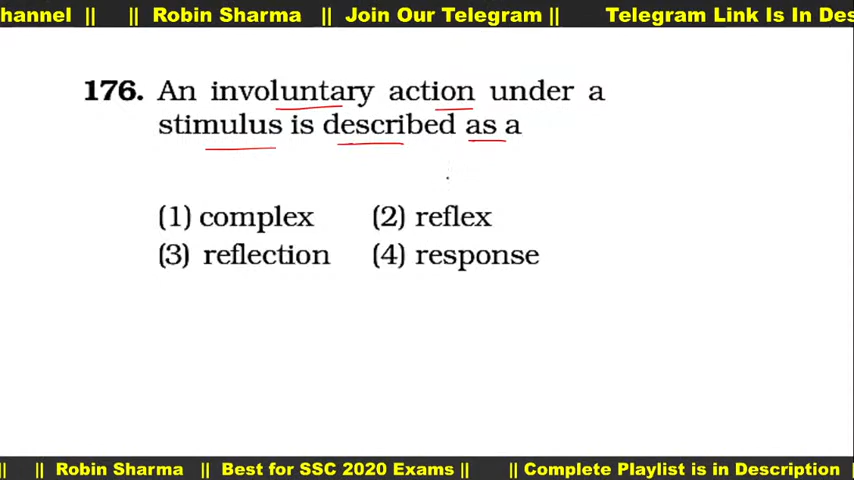 hannel || || Robin Sharma || Join Our Telegram || Telegram Link Is In Des
176. An involuntary action under a
stimulus is described as a
(1) complex (2) reflex
(3) reflection (4) response
|| || Robin Sharma || Best for SSC 2020 Exams || || Complete Playlist is in Description